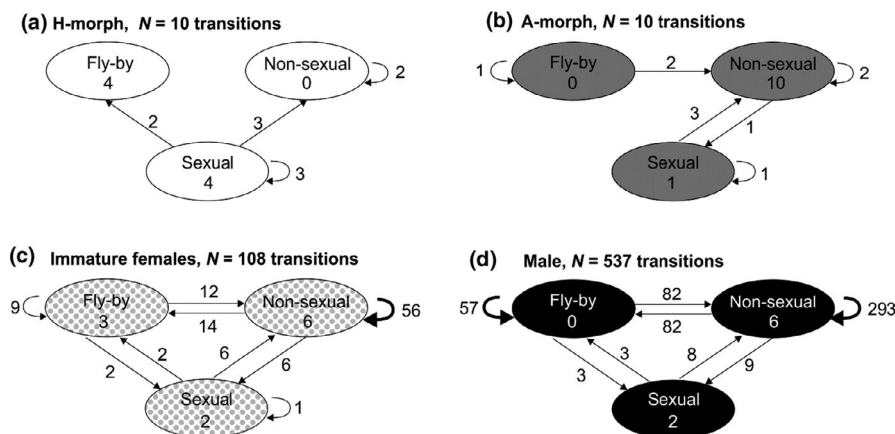 (a) H-morph, N = 10 transitions
Fly-by
4
Non-sexual
0
2
2
3
Sexual
4
3
(b) A-morph, N = 10 transitions
1
Fly-by
0
2
Non-sexual
10
2
3
1
Sexual
1
1
(c) Immature females, N = 108 transitions
9
Fly-by
3
12
14
Non-sexual
6
56
2
2
6
6
Sexual
2
1
(d) Male, N = 537 transitions
57
Fly-by
0
82
82
Non-sexual
6
293
3
3
8
9
Sexual
2